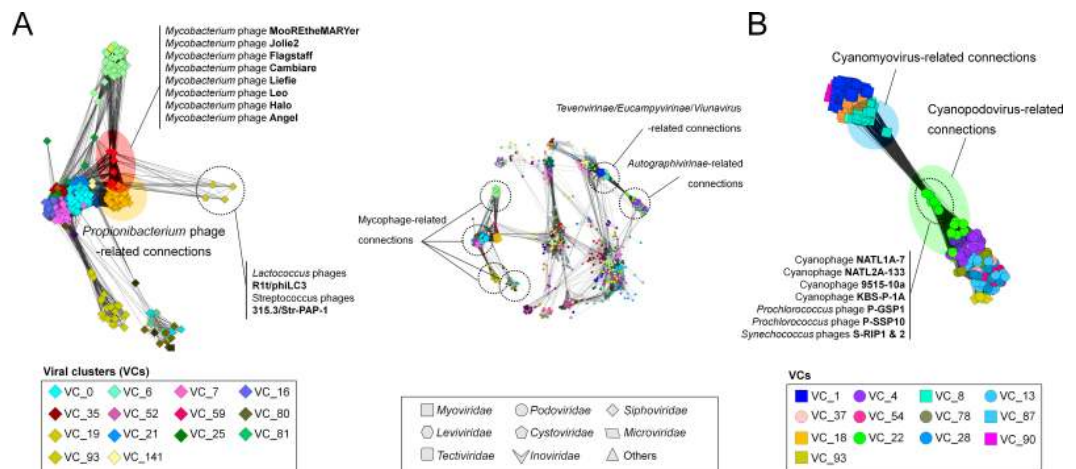 A
Mycobacterium phage MooREtheMARYer
Mycobacterium phage Jolie2
Mycobacterium phage Flagstaff
Mycobacterium phage Cambiare
Mycobacterium phage Liefie
Mycobacterium phage Leo
Mycobacterium phage Halo
Mycobacterium phage Angel
Propionibacterium phage
-related connections
Lactococcus phages
R1t/phiLC3
Streptococcus phages
315.3/Str-PAP-1
Viral clusters (VCs)
VC_0 VC_6 VC_7 VC_16
VC_35 VC_52 VC_59 VC_80
VC_19 VC_21 VC_25 VC_81
VC_93 VC_141
Tevenvirinae/Eucampyvirinae/Viunavirus
-related connections
Autographivirinae-related
connections
Mycophage-related
connections
Myoviridae Podoviridae Siphoviridae
Leviviridae Cystoviridae Microviridae
Tectiviridae Inoviridae Others
B
Cyanomyovirus-related connections
Cyanopodovirus-related
connections
Cyanophage NATL1A-7
Cyanophage NATL2A-133
Cyanophage 9515-10a
Cyanophage KBS-P-1A
Prochlorococcus phage P-GSP1
Prochlorococcus phage P-SSP10
Synechococcus phages S-RIP1 & 2
VCs
VC_1 VC_4 VC_8 VC_13
VC_37 VC_54 VC_78 VC_87
VC_18 VC_22 VC_28 VC_90
VC_93